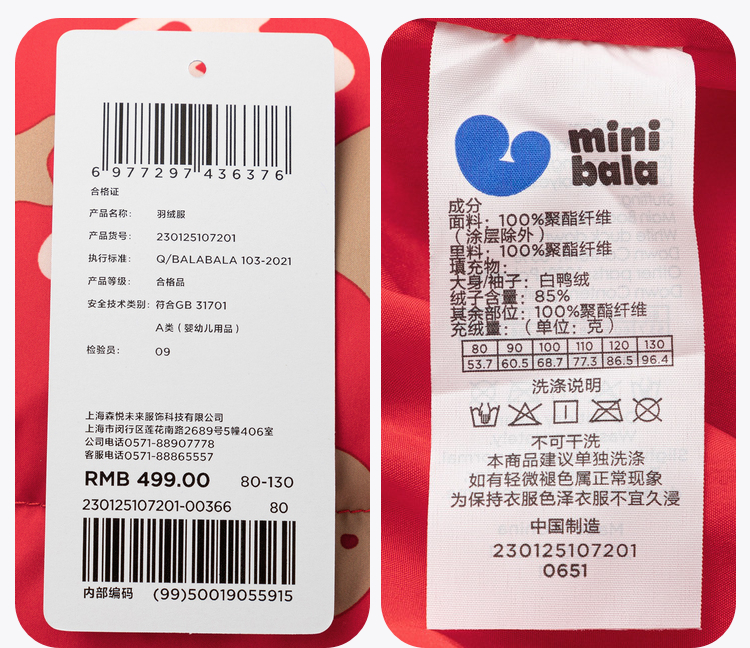 6 977297 436376
合格证
产品名称： 羽绒服
产品货号： 230125107201
执行标准： Q/BALABALA 103-2021
产品等级： 合格品
安全技术类别：符合GB 31701
A类（婴幼儿用品）
检验员： 09
上海森悦未来服饰科技有限公司
上海市闵行区莲花南路2689号5幢406室
公司电话0571-88907778
客服电话0571-88865557
RMB 499.00 80-130
230125107201-00366 80
内部编码 (99)50019055915
mini
bala
成分
面料：100%聚酯纤维
（涂层除外）
里料：100%聚酯纤维
填充物：
大身/袖子：白鸭绒
绒子含量：85%
其余部位：100%聚酯纤维
充绒量：（单位：克）
80 90 100 110 120 130
53.7 60.5 68.7 77.3 86.5 96.4
洗涤说明
不可干洗
本商品建议单独洗涤
如有轻微褪色属正常现象
为保持衣服色泽衣服不宜久浸
中国制造
230125107201
0651